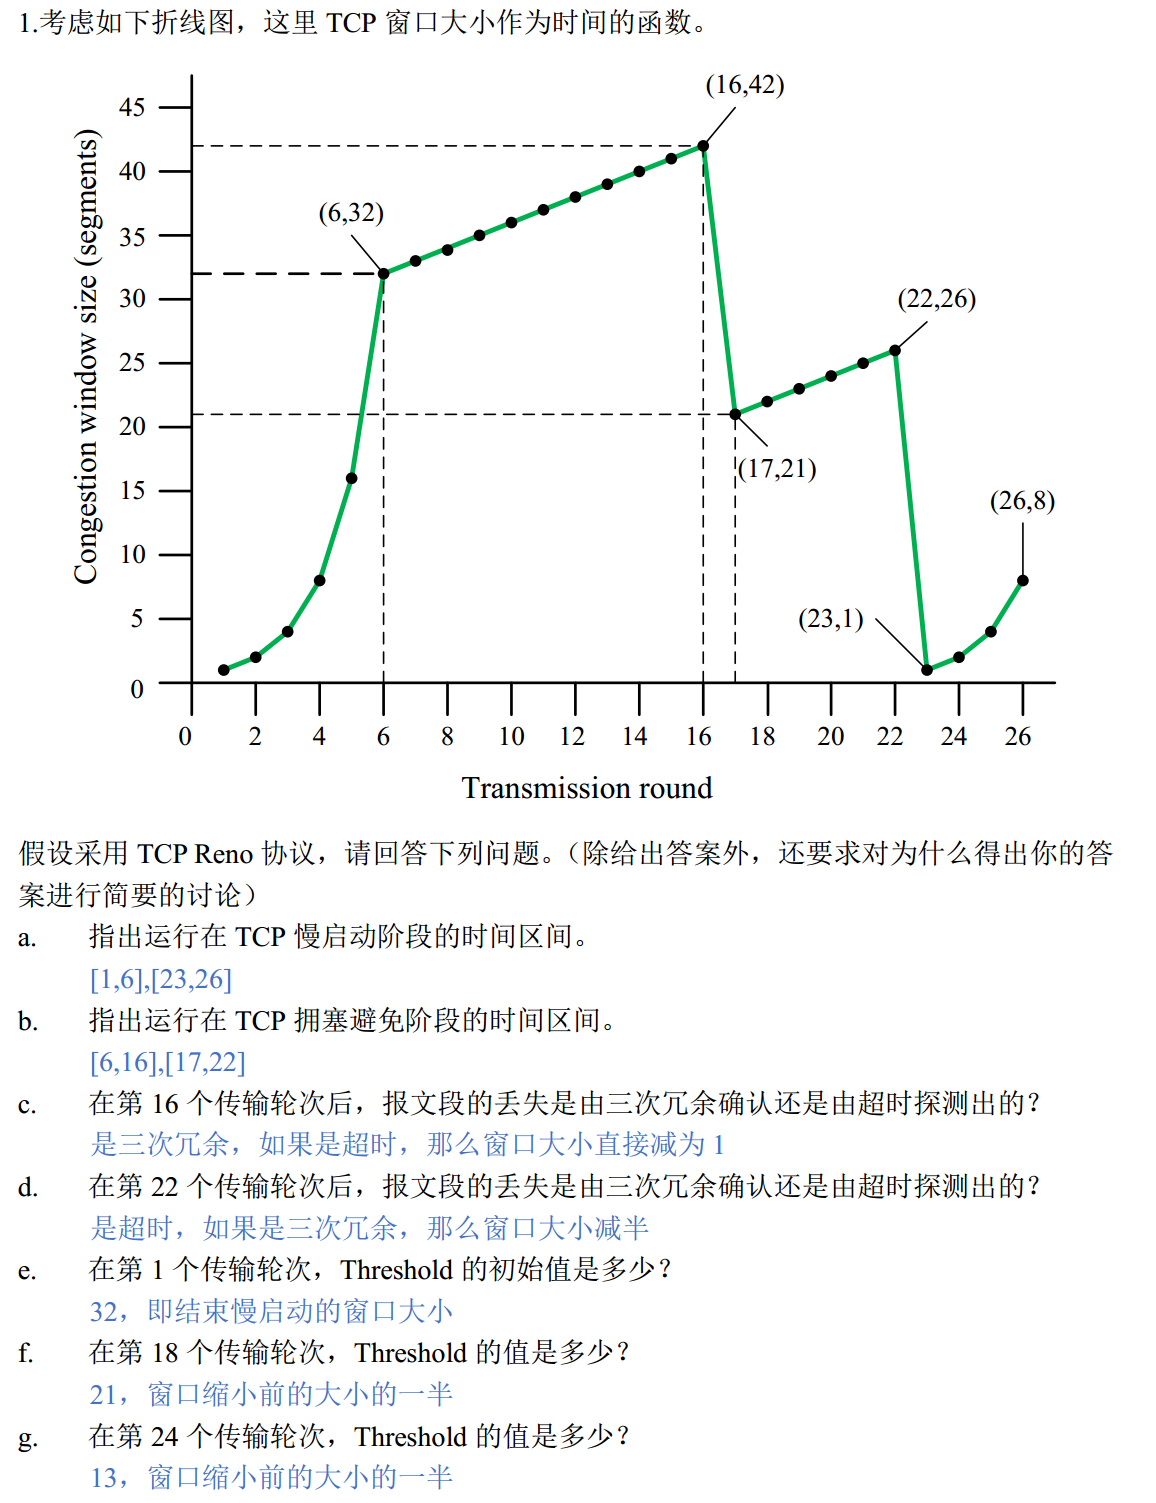 1.考虑如下折线图，这里 TCP 窗口大小作为时间的函数。
(16,42)
45
40
(6,32)
35
30
(22,26)
25
20
(17,21)
15
(26,8)
10
5
(23,1)
0
Congestion window size (segments)
0 2 4 6 8 10 12 14 16 18 20 22 24 26
Transmission round
假设采用 TCP Reno 协议，请回答下列问题。（除给出答案外，还要求对为什么得出你的答
案进行简要的讨论）
a. 指出运行在 TCP 慢启动阶段的时间区间。
[1,6],[23,26]
b. 指出运行在 TCP 拥塞避免阶段的时间区间。
[6,16],[17,22]
c. 在第 16 个传输轮次后，报文段的丢失是由三次冗余确认还是由超时探测出的？
是三次冗余，如果是超时，那么窗口大小直接减为 1
d. 在第 22 个传输轮次后，报文段的丢失是由三次冗余确认还是由超时探测出的？
是超时，如果是三次冗余，那么窗口大小减半
e. 在第 1 个传输轮次，Threshold 的初始值是多少？
32，即结束慢启动的窗口大小
f. 在第 18 个传输轮次，Threshold 的值是多少？
21，窗口缩小前的大小的一半
g. 在第 24 个传输轮次，Threshold 的值是多少？
13，窗口缩小前的大小的一半